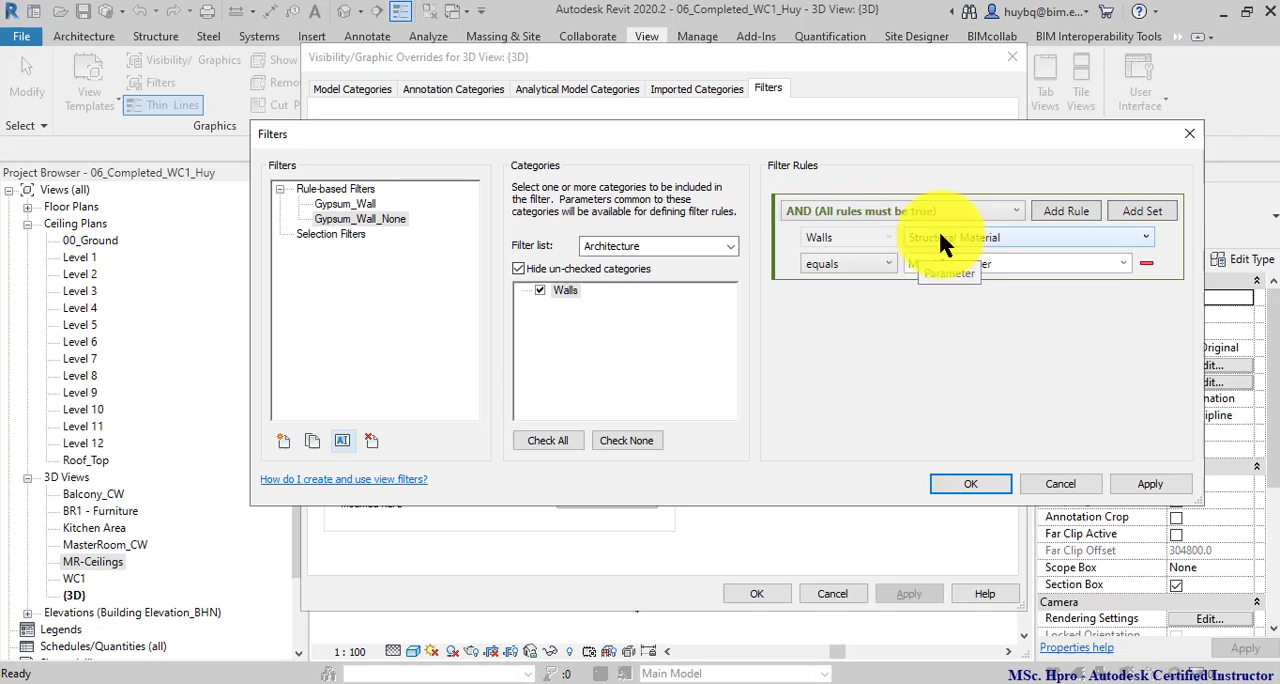 Autodesk Revit 2020.2 - 06_Completed_WC1_Huy - 3D View: {3D}
huybq@bim.e...
File Architecture Structure Steel Systems Insert Annotate Analyze Massing & Site Collaborate View Manage Add-Ins Quantification Site Designer BIMcollab BIM Interoperability Tools
Modify
View
Templates
Visibility/ Graphics
Filters
Thin Lines
Show
Remo
Cut P
Tab
Views
Tile
Views
User
Interface
Select
Graphics
Visibility/Graphic Overrides for 3D View: {3D}
Model Categories Annotation Categories Analytical Model Categories Imported Categories Filters
Project Browser - 06_Completed_WC1_Huy
Views (all)
Floor Plans
Ceiling Plans
00_Ground
Level 1
Level 2
Level 3
Level 4
Level 5
Level 6
Level 7
Level 8
Level 9
Level 10
Level 11
Level 12
Roof_Top
3D Views
Balcony_CW
BR1 - Furniture
Kitchen Area
MasterRoom_CW
MR-Ceilings
WC1
{3D}
Elevations (Building Elevation_BHN)
Legends
Schedules/Quantities (all)
Filters
Filters
Rule-based Filters
Gypsum_Wall
Gypsum_Wall_None
Selection Filters
How do I create and use view filters?
Categories
Select one or more categories to be included in
the filter. Parameters common to these
categories will be available for defining filter rules.
Filter list: Architecture
Hide un-checked categories
Walls
Check All Check None
Filter Rules
AND (All rules must be true) Add Rule Add Set
Walls Structural Material
equals
Parameter
OK Cancel Apply
OK Cancel Apply Help
Edit Type
Original
Edit...
Edit...
Annotation Crop
Far Clip Active
Far Clip Offset 304800.0
Scope Box None
Section Box
Camera
Rendering Settings Edit...
Locked Orientation
Properties help Apply
1 : 100
Ready
:0
Main Model
MSc. Hpro - Autodesk Certified Instructor